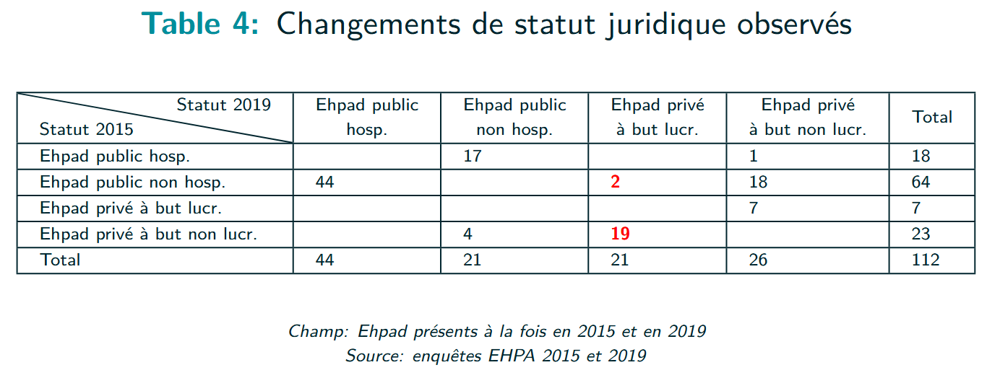 Table 4: Changements de statut juridique observés
Statut 2019
Statut 2015
Ehpad public
hosp.
Ehpad public
non hosp.
Ehpad privé
à but lucr.
Ehpad privé
à but non lucr.
Total
Ehpad public hosp. 17 1 18
Ehpad public non hosp. 44 2 18 64
Ehpad privé à but lucr. 7 7
Ehpad privé à but non lucr. 4 19 23
Total 44 21 21 26 112
Champ: Ehpad présents à la fois en 2015 et en 2019
Source: enquêtes EHPA 2015 et 2019